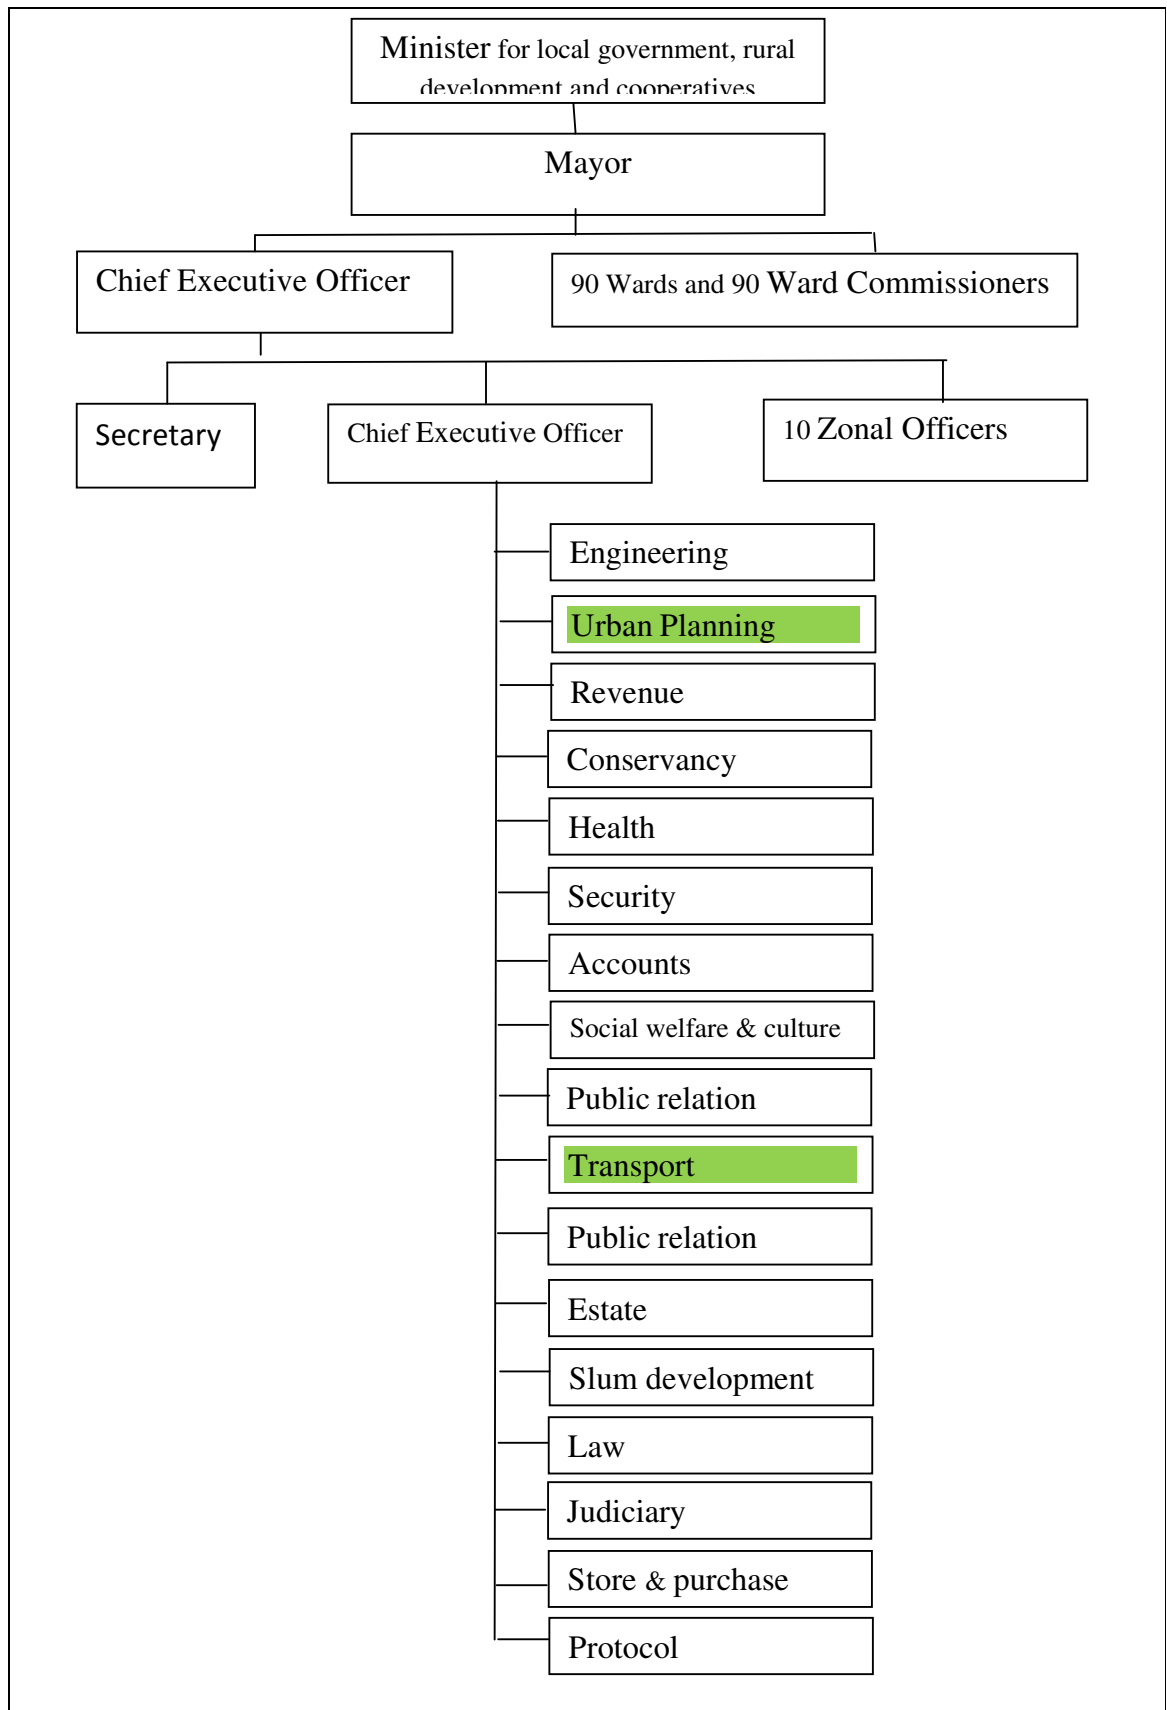 Minister for local government, rural
development and cooperatives
Mayor
Chief Executive Officer
90 Wards and 90 Ward Commissioners
Secretary
Chief Executive Officer
10 Zonal Officers
Engineering
Urban Planning
Revenue
Conservancy
Health
Security
Accounts
Social welfare & culture
Public relation
Transport
Public relation
Estate
Slum development
Law
Judiciary
Store & purchase
Protocol